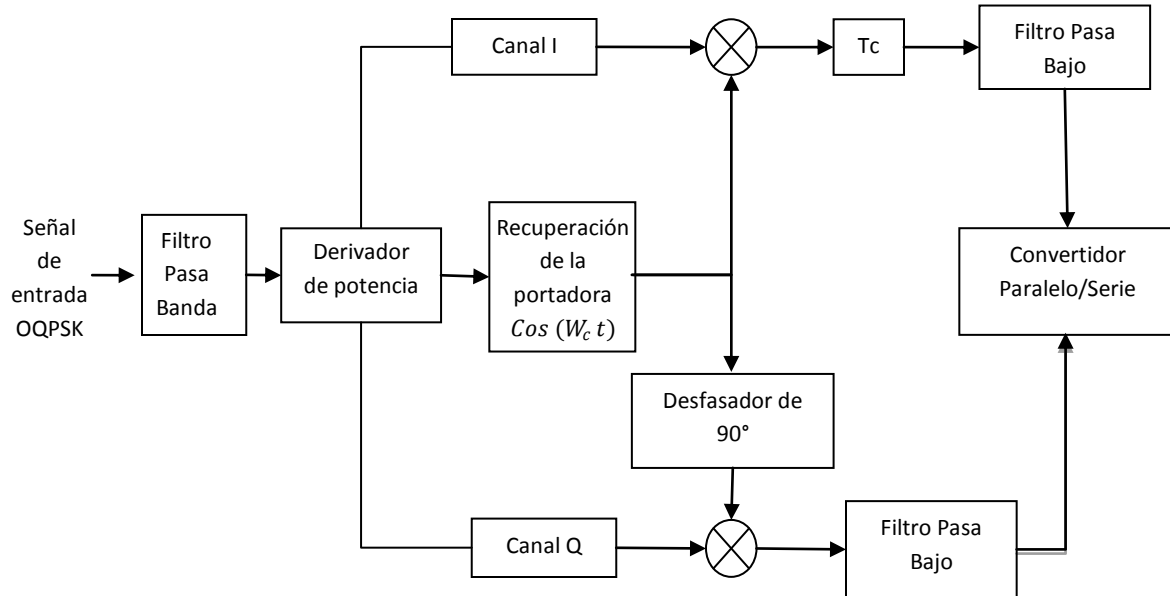 Canal I
Tc
Filtro Pasa
Bajo
Señal
de
entrada
OQPSK
Filtro
Pasa
Banda
Derivador
de potencia
Recuperación
de la
portadora
Cos (W_c t)
Convertidor
Paralelo/Serie
Desfasador de
90°
Canal Q
Filtro Pasa
Bajo